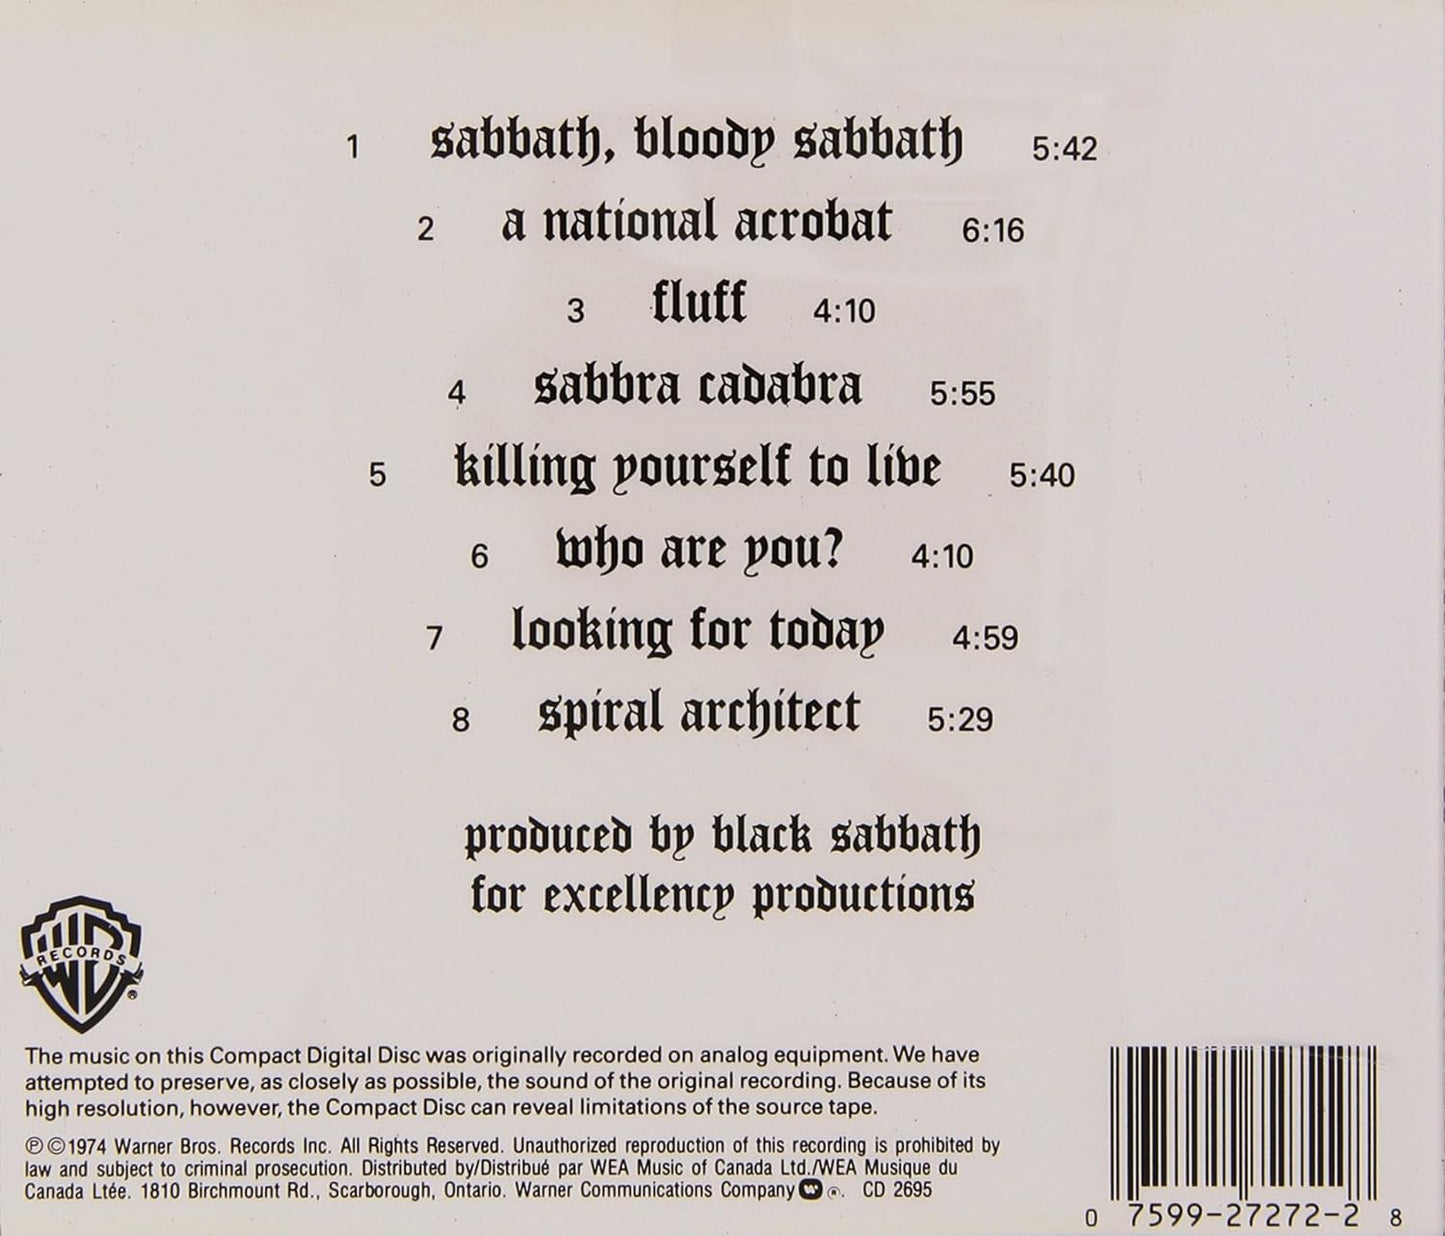 1 sabbath, bloody sabbath 5:42
2 a national acrobat 6:16
3 fluff 4:10
4 sabbra cadabra 5:55
5 killing yourself to live 5:40
6 who are you? 4:10
7 looking for today 4:59
8 spiral architect 5:29
produced by black sabbath
for excellency productions
WB
RECORDS
®
The music on this Compact Digital Disc was originally recorded on analog equipment. We have
attempted to preserve, as closely as possible, the sound of the original recording. Because of its
high resolution, however, the Compact Disc can reveal limitations of the source tape.
℗©1974 Warner Bros. Records Inc. All Rights Reserved. Unauthorized reproduction of this recording is prohibited by
law and subject to criminal prosecution. Distributed by/Distribué par WEA Music of Canada Ltd./WEA Musique du
Canada Ltée. 1810 Birchmount Rd., Scarborough, Ontario. Warner Communications Company ®. CD 2695
0 7599-27272-2 8